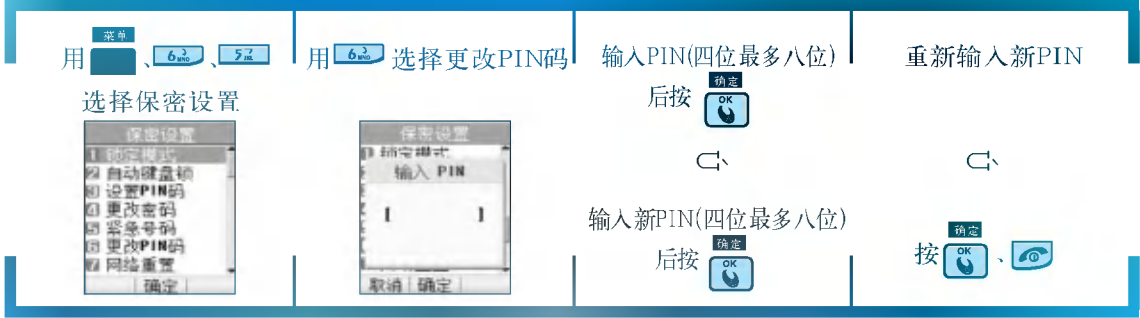 菜单
用 、6 MNO、5 JKL
选择保密设置
保密设置
1 锁定模式
2 自动键盘锁
3 设置PIN码
4 更改密码
5 紧急号码
6 更改PIN码
7 网络重置
确定
用 6 MNO 选择更改PIN码
保密设置
锁定模式
输入 PIN
[ ]
取消 确定
输入PIN(四位最多八位)
确定
后按 OK
输入新PIN(四位最多八位)
确定
后按 OK
重新输入新PIN
确定
按 OK 、